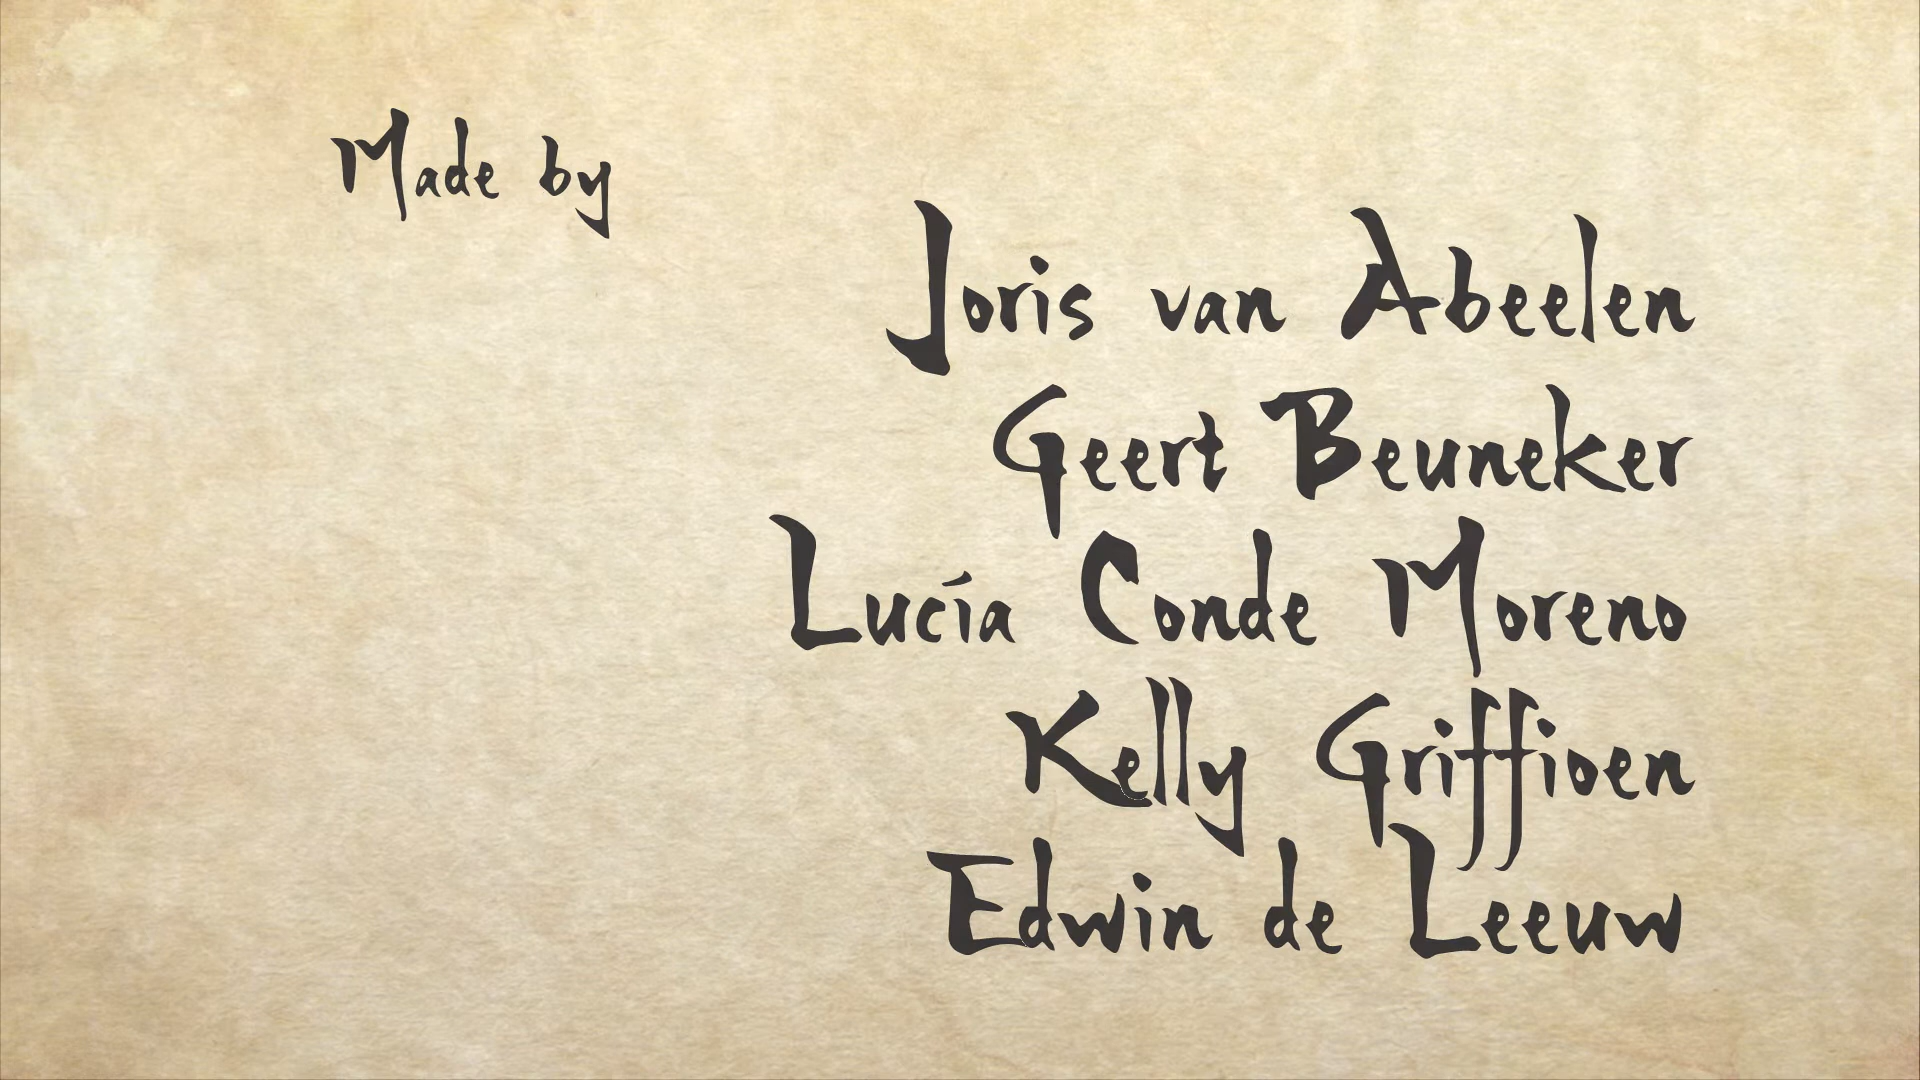 Made by
Joris van Abeelen
Geert Beuneker
Lucía Conde Moreno
Kelly Griffioen
Edwin de Leeuw